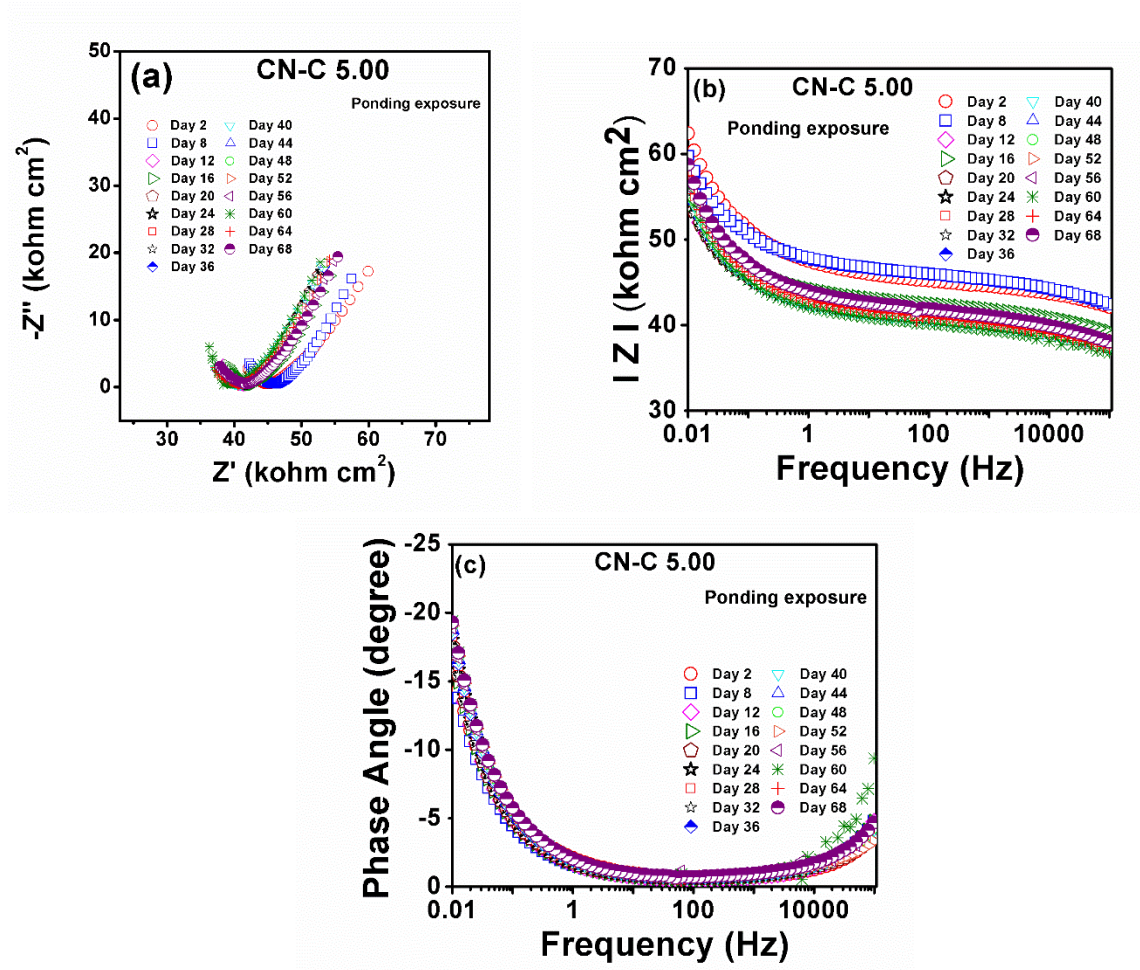 (a)
CN-C 5.00
Ponding exposure
50
40
30
20
10
0
-Z'' (kohm cm²)
Day 2 Day 40
Day 8 Day 44
Day 12 Day 48
Day 16 Day 52
Day 20 Day 56
Day 24 Day 60
Day 28 Day 64
Day 32 Day 68
Day 36
30 40 50 60 70
Z' (kohm cm²)
(b)
CN-C 5.00
Ponding exposure
70
60
50
40
30
I Z I (kohm cm²)
Day 2 Day 40
Day 8 Day 44
Day 12 Day 48
Day 16 Day 52
Day 20 Day 56
Day 24 Day 60
Day 28 Day 64
Day 32 Day 68
Day 36
0.01 1 100 10000
Frequency (Hz)
(c)
CN-C 5.00
Ponding exposure
-25
-20
-15
-10
-5
0
Phase Angle (degree)
Day 2 Day 40
Day 8 Day 44
Day 12 Day 48
Day 16 Day 52
Day 20 Day 56
Day 24 Day 60
Day 28 Day 64
Day 32 Day 68
Day 36
0.01 1 100 10000
Frequency (Hz)